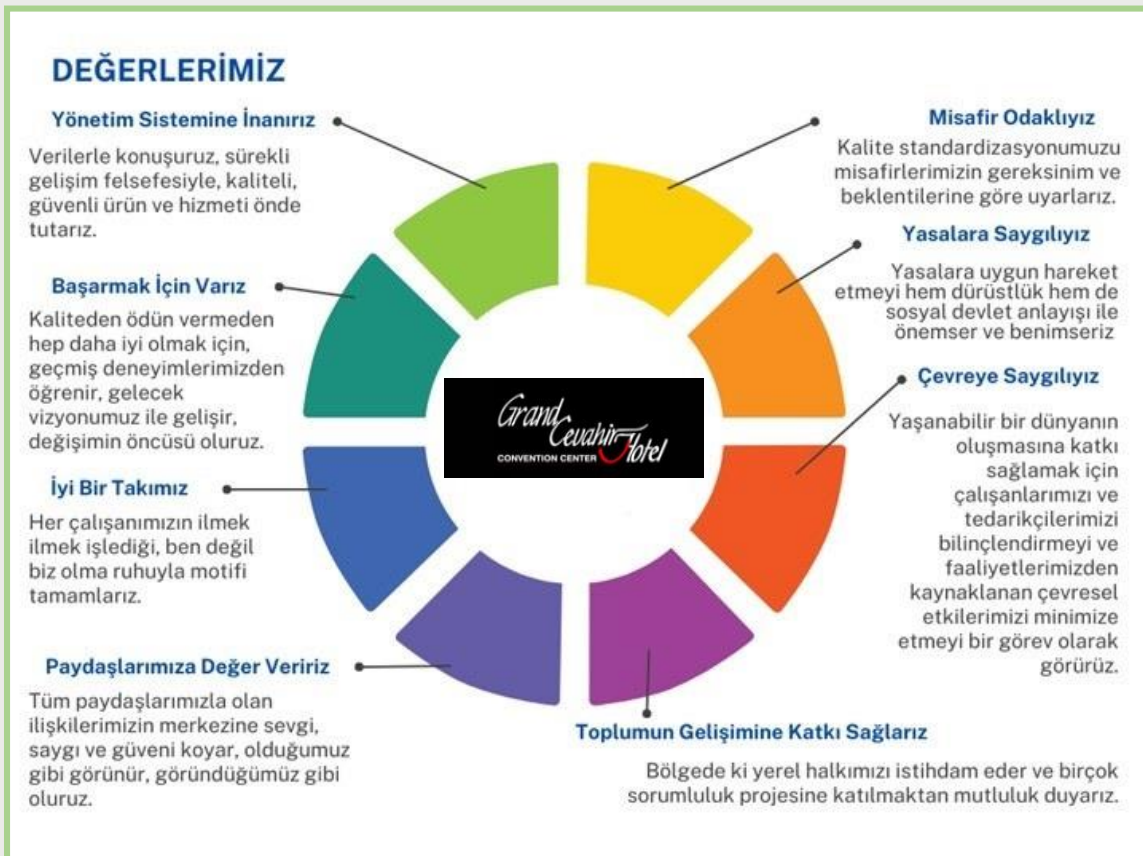 DEĞERLERİMİZ
Yönetim Sistemine İnanırız
Verilerle konuşuruz, sürekli
gelişim felsefesiyle, kaliteli,
güvenli ürün ve hizmeti önde
tutarız.
Başarmak İçin Varız
Kaliteden ödün vermeden
hep daha iyi olmak için,
geçmiş deneyimlerimizden
öğrenir, gelecek
vizyonumuz ile gelişir,
değişimin öncüsü oluruz.
İyi Bir Takımız
Her çalışanımızın ilmek
ilmek işlediği, ben değil
biz olma ruhuyla motifi
tamamlarız.
Paydaşlarımıza Değer Veririz
Tüm paydaşlarımızla olan
ilişkilerimizin merkezine sevgi,
saygı ve güveni koyar, olduğumuz
gibi görünür, göründüğümüz gibi
oluruz.
Grand
Cevahir Hotel
CONVENTION CENTER
Misafir Odaklıyız
Kalite standardizasyonumuzu
misafirlerimizin gereksinim ve
beklentilerine göre uyarlarız.
Yasalara Saygılıyız
Yasalara uygun hareket
etmeyi hem dürüstlük hem de
sosyal devlet anlayışı ile
önemser ve benimseriz
Çevreye Saygılıyız
Yaşanabilir bir dünyanın
oluşmasına katkı
sağlamak için
çalışanlarımızı ve
tedarikçilerimizi
bilinçlendirmeyi ve
faaliyetlerimizden
kaynaklanan çevresel
etkilerimizi minimize
etmeyi bir görev olarak
görürüz.
Toplumun Gelişimine Katkı Sağlarız
Bölgede ki yerel halkımızı istihdam eder ve birçok
sorumluluk projesine katılmaktan mutluluk duyarız.